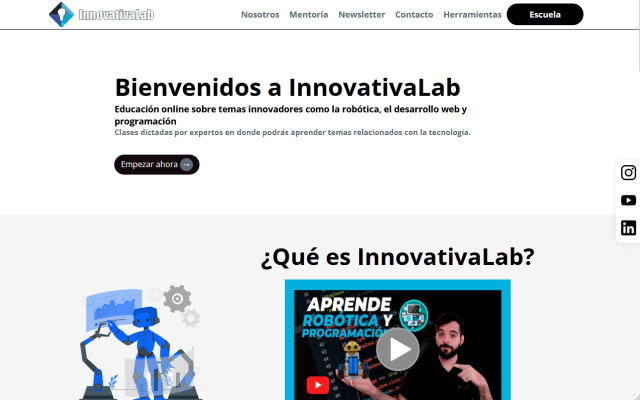 InnovativaLab
Nosotros Mentoría Newsletter Contacto Herramientas Escuela
Bienvenidos a InnovativaLab
Educación online sobre temas innovadores como la robótica, el desarrollo web y
programación
Clases dictadas por expertos en donde podrás aprender temas relacionados con la tecnología.
Empezar ahora →
¿Qué es InnovativaLab?
APRENDE
ROBÓTICA Y
PROGRAMACIÓN